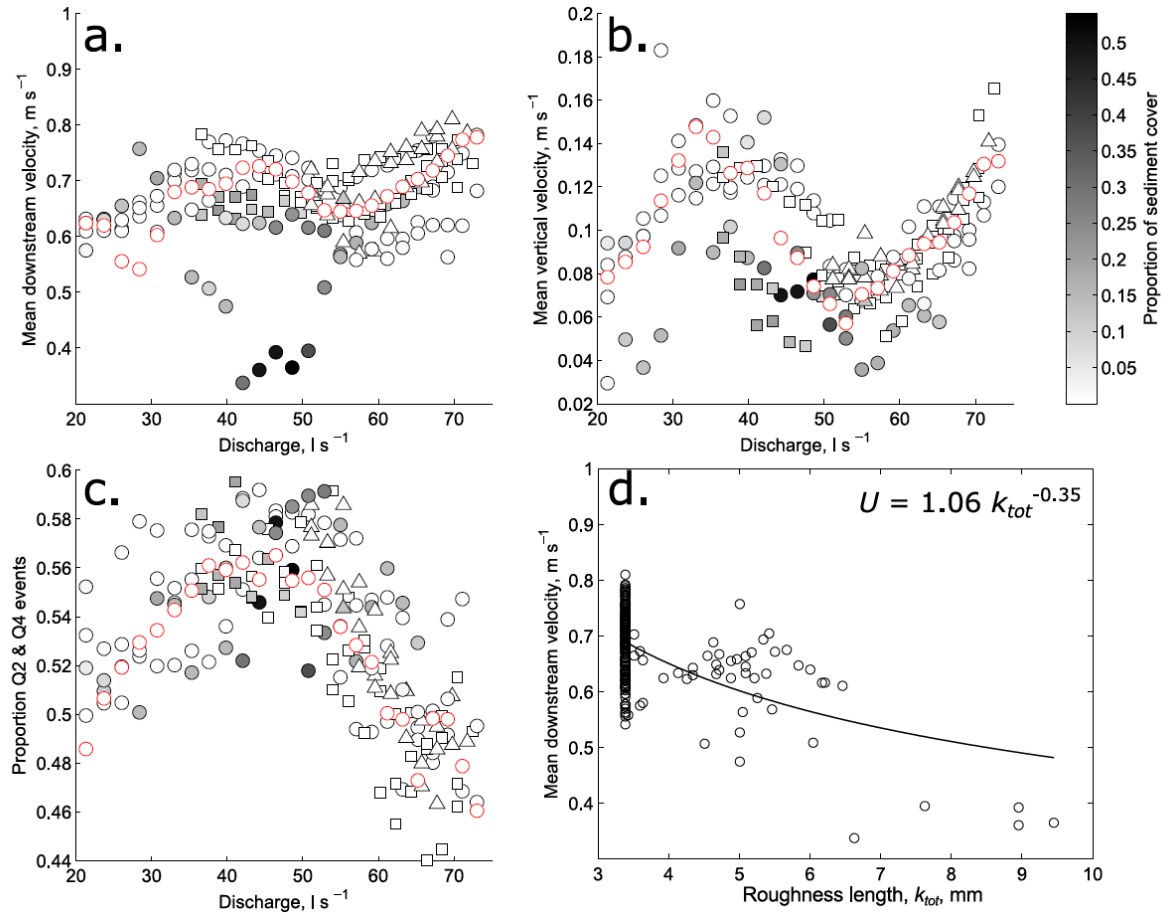 a.
1
0.9
0.8
0.7
0.6
0.5
0.4
Mean downstream velocity, m s⁻¹
20 30 40 50 60 70
Discharge, l s⁻¹
b.
0.2
0.18
0.16
0.14
0.12
0.1
0.08
0.06
0.04
0.02
Mean vertical velocity, m s⁻¹
20 30 40 50 60 70
Discharge, l s⁻¹
0.5
0.45
0.4
0.35
0.3
0.25
0.2
0.15
0.1
0.05
Proportion of sediment cover
c.
0.6
0.58
0.56
0.54
0.52
0.5
0.48
0.46
0.44
Proportion Q2 & Q4 events
20 30 40 50 60 70
Discharge, l s⁻¹
d.
U = 1.06 k_tot^-0.35
1
0.9
0.8
0.7
0.6
0.5
0.4
Mean downstream velocity, m s⁻¹
3 4 5 6 7 8 9 10
Roughness length, k_tot, mm